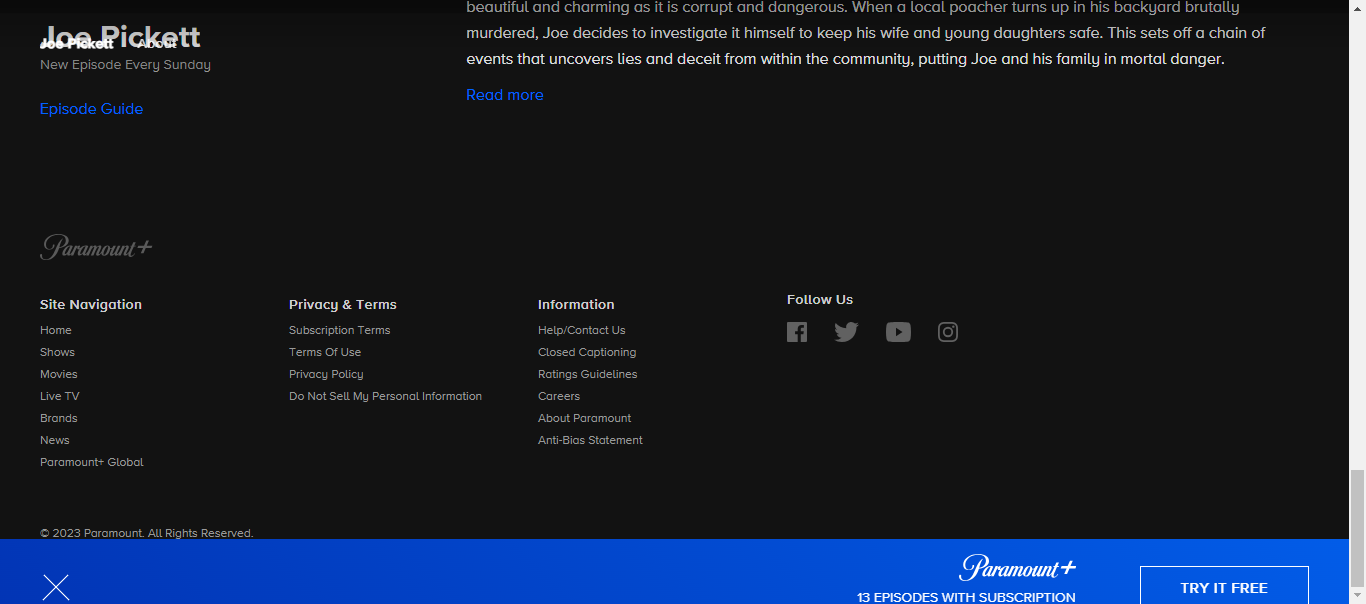 beautiful and charming as it is corrupt and dangerous. When a local poacher turns up in his backyard brutally
murdered, Joe decides to investigate it himself to keep his wife and young daughters safe. This sets off a chain of
events that uncovers lies and deceit from within the community, putting Joe and his family in mortal danger.
Read more
Joe Pickett
Joe Pickett About
New Episode Every Sunday
Episode Guide
Paramount+
Site Navigation
Home
Shows
Movies
Live TV
Brands
News
Paramount+ Global
Privacy & Terms
Subscription Terms
Terms Of Use
Privacy Policy
Do Not Sell My Personal Information
Information
Help/Contact Us
Closed Captioning
Ratings Guidelines
Careers
About Paramount
Anti-Bias Statement
Follow Us
© 2023 Paramount. All Rights Reserved.
Paramount+
13 EPISODES WITH SUBSCRIPTION
TRY IT FREE